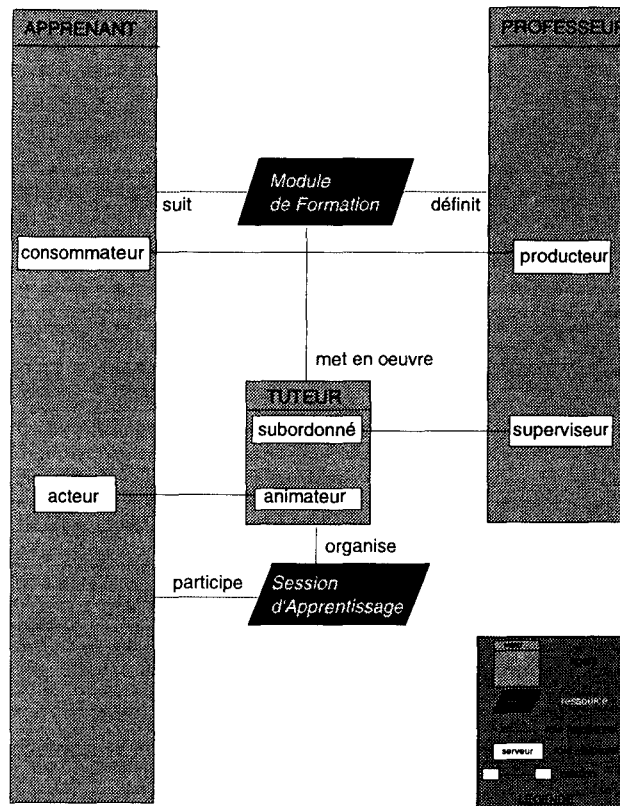 APPRENANT
PROFESSEUR
Module
de Formation
suit
définit
consommateur
producteur
met en oeuvre
TUTEUR
subordonné
superviseur
acteur
animateur
organise
participe
Session
d'Apprentissage
ressource
serveur